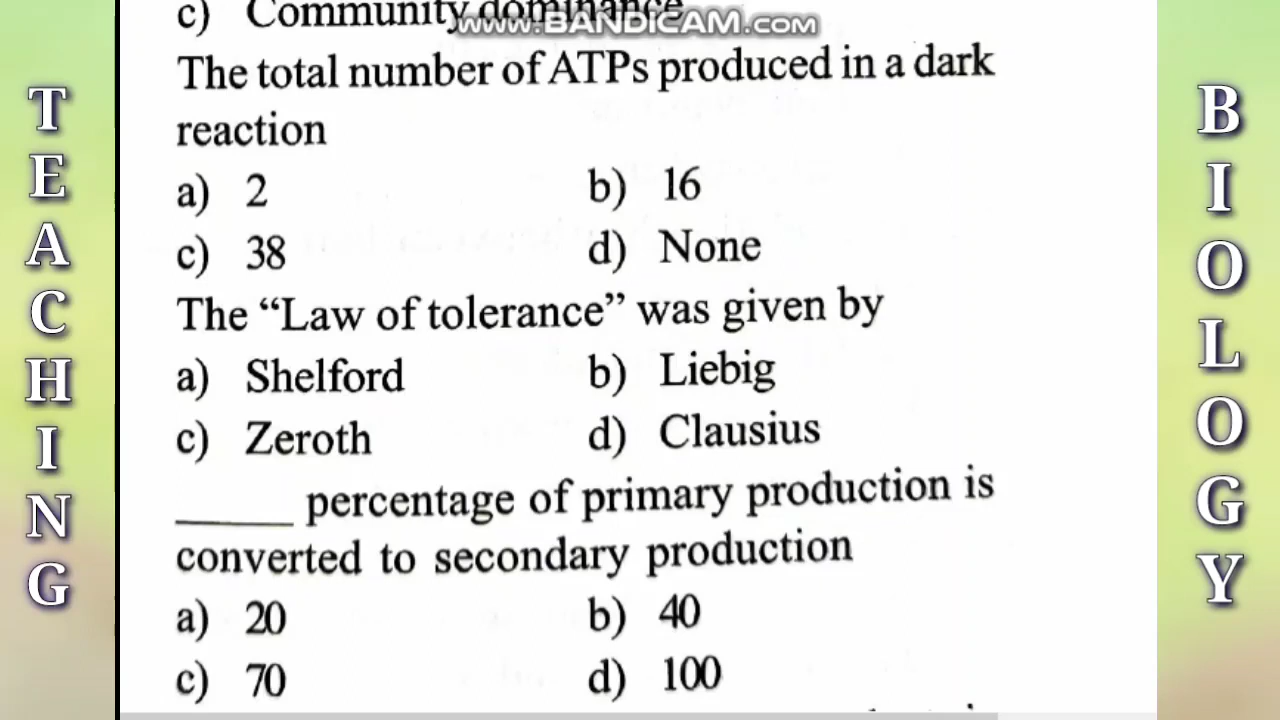 c) Community dominance
www.BANDICAM.com
The total number of ATPs produced in a dark
reaction
a) 2 b) 16
c) 38 d) None
The “Law of tolerance” was given by
a) Shelford b) Liebig
c) Zeroth d) Clausius
______ percentage of primary production is
converted to secondary production
a) 20 b) 40
c) 70 d) 100
TEACHING
BIOLOGY